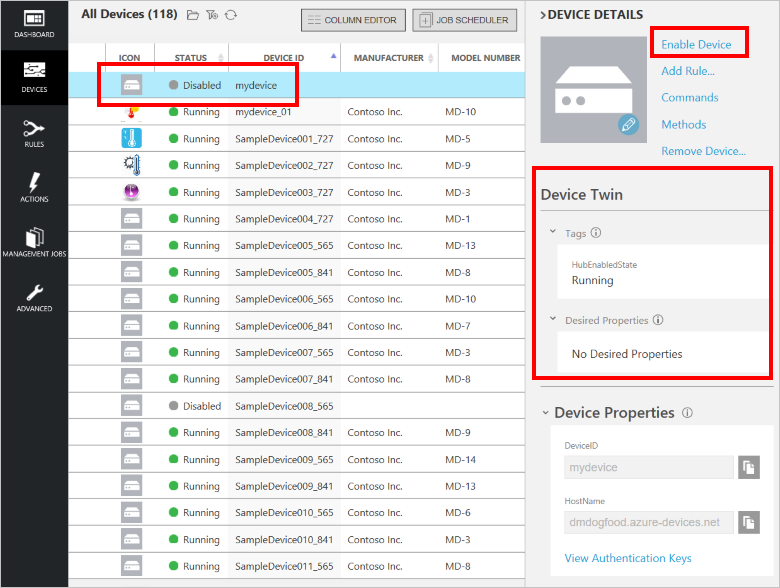 DASHBOARD
DEVICES
RULES
ACTIONS
MANAGEMENT JOBS
ADVANCED
All Devices (118)
COLUMN EDITOR
JOB SCHEDULER
ICON STATUS DEVICE ID MANUFACTURER MODEL NUMBER
Disabled mydevice
Running mydevice_01 Contoso Inc. MD-10
Running SampleDevice001_727 Contoso Inc. MD-5
Running SampleDevice002_727 Contoso Inc. MD-9
Running SampleDevice003_727 Contoso Inc. MD-3
Running SampleDevice004_727 Contoso Inc. MD-1
Running SampleDevice005_565 Contoso Inc. MD-13
Running SampleDevice005_841 Contoso Inc. MD-8
Running SampleDevice006_565 Contoso Inc. MD-10
Running SampleDevice006_841 Contoso Inc. MD-7
Running SampleDevice007_565 Contoso Inc. MD-3
Running SampleDevice007_841 Contoso Inc. MD-8
Disabled SampleDevice008_565
Running SampleDevice008_841 Contoso Inc. MD-9
Running SampleDevice009_565 Contoso Inc. MD-14
Running SampleDevice009_841 Contoso Inc. MD-13
Running SampleDevice010_565 Contoso Inc. MD-6
Running SampleDevice010_841 Contoso Inc. MD-3
Running SampleDevice011_565 Contoso Inc. MD-8
DEVICE DETAILS
Enable Device
Add Rule...
Commands
Methods
Remove Device...
Device Twin
Tags
HubEnabledState
Running
Desired Properties
No Desired Properties
Device Properties
DeviceID
mydevice
HostName
dmdogfood.azure-devices.net
View Authentication Keys